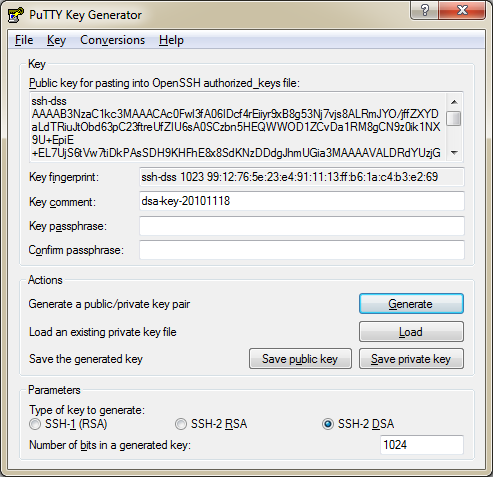 PuTTY Key Generator
File Key Conversions Help
Key
Public key for pasting into OpenSSH authorized_keys file:
ssh-dss
AAAAB3NzaC1kc3MAAACAc0Fwl3fA06IDcf4rEiiyr9xB8g53Nj7vjs8ALRmJYO/jffZXYD
aLdTRiuJtObd63pC23ftreUfZIU6sA0SCzbn5HEQWWOD1ZCvDa1RM8gCN9z0ik1NX
9U+EpiE
+EL7UjS6tVw7tiDkPAsSDH9KHFhE8x8SdKNzDDdgJhmUGia3MAAAAVALDRdYUzjG
Key fingerprint: ssh-dss 1023 99:12:76:5e:23:e4:91:11:13:ff:b6:1a:c4:b3:e2:69
Key comment: dsa-key-20101118
Key passphrase:
Confirm passphrase:
Actions
Generate a public/private key pair Generate
Load an existing private key file Load
Save the generated key Save public key Save private key
Parameters
Type of key to generate:
SSH-1 (RSA) SSH-2 RSA SSH-2 DSA
Number of bits in a generated key: 1024